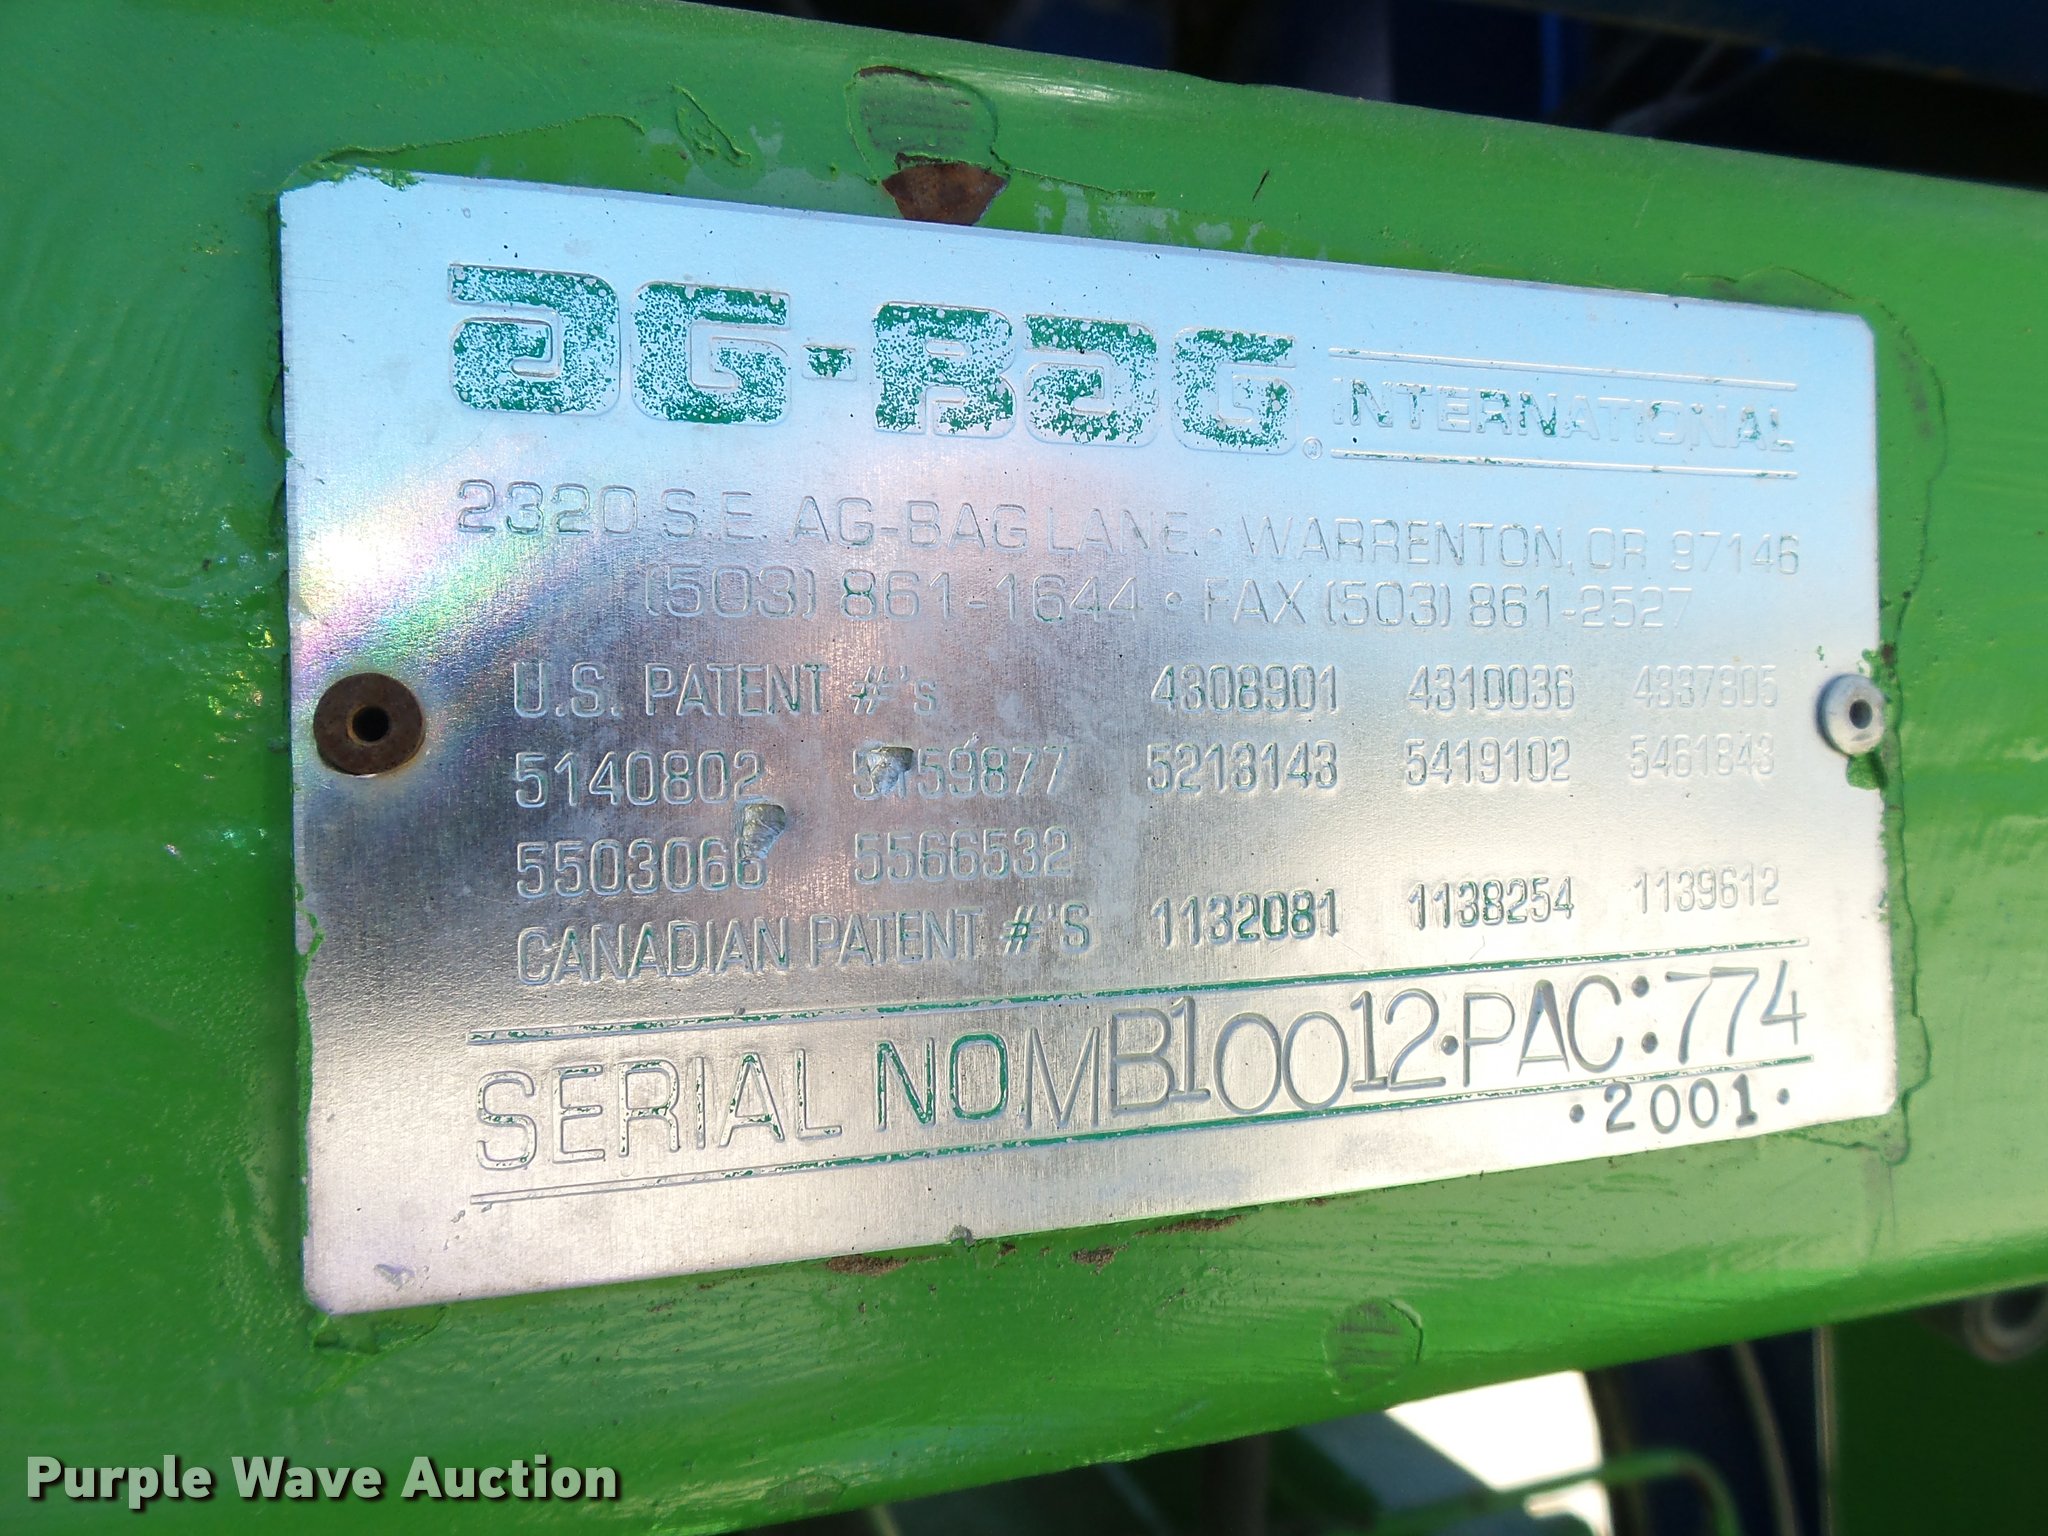 AG-BAG® INTERNATIONAL
2320 S.E. AG-BAG LANE • WARRENTON, OR 97146
(503) 861-1644 • FAX (503) 861-2527
U.S. PATENT #'s 4308901 4310036 4337805
5140802 5159877 5213143 5419102 5461843
5503066 5566532
CANADIAN PATENT #'S 1132081 1138254 1139612
SERIAL NO MB10012•PAC:774
•2001•
Purple Wave Auction